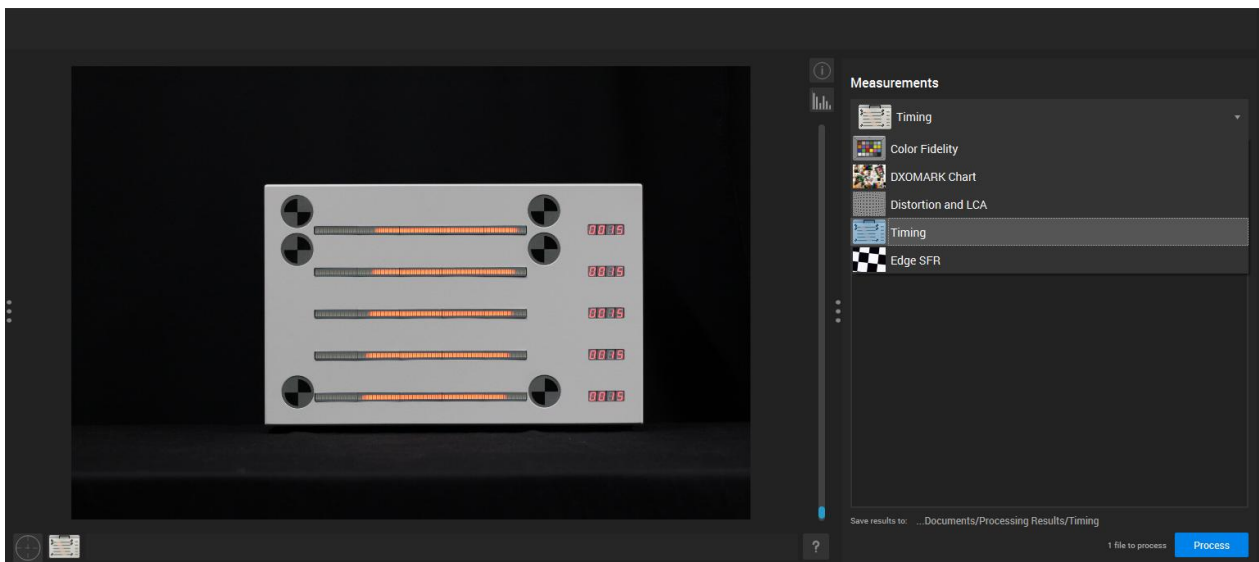 Measurements
Timing
Color Fidelity
DXOMARK Chart
Distortion and LCA
Timing
Edge SFR
Save results to: ...Documents/Processing Results/Timing
1 file to process
Process
?